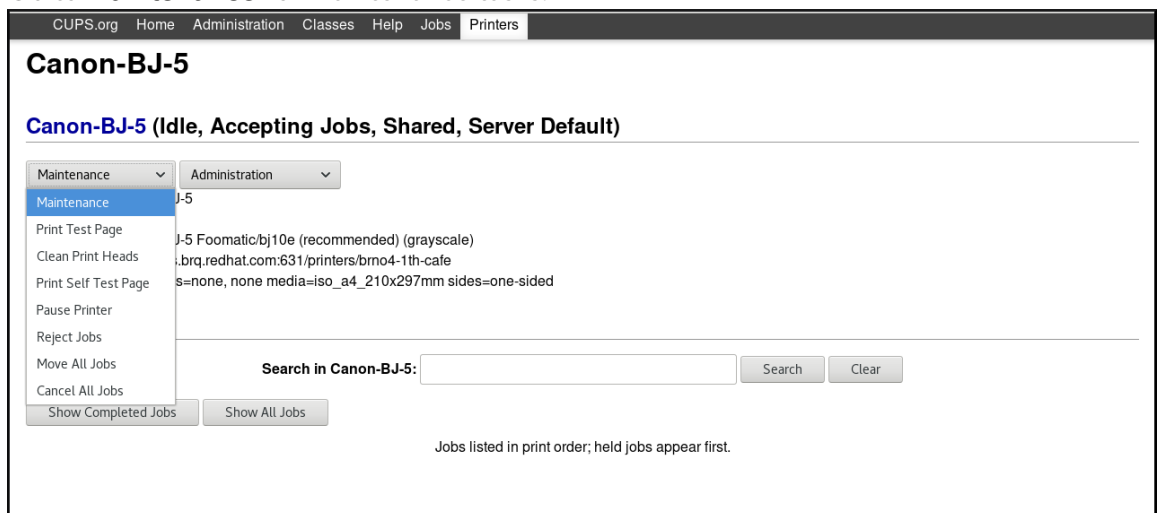 CUPS.org Home Administration Classes Help Jobs Printers
Canon-BJ-5
Canon-BJ-5 (Idle, Accepting Jobs, Shared, Server Default)
Maintenance Administration
Maintenance
J-5
Print Test Page
J-5 Foomatic/bj10e (recommended) (grayscale)
Clean Print Heads
.brq.redhat.com:631/printers/brno4-1th-cafe
Print Self Test Page
s=none, none media=iso_a4_210x297mm sides=one-sided
Pause Printer
Reject Jobs
Move All Jobs
Search in Canon-BJ-5: Search Clear
Cancel All Jobs
Show Completed Jobs Show All Jobs
Jobs listed in print order; held jobs appear first.